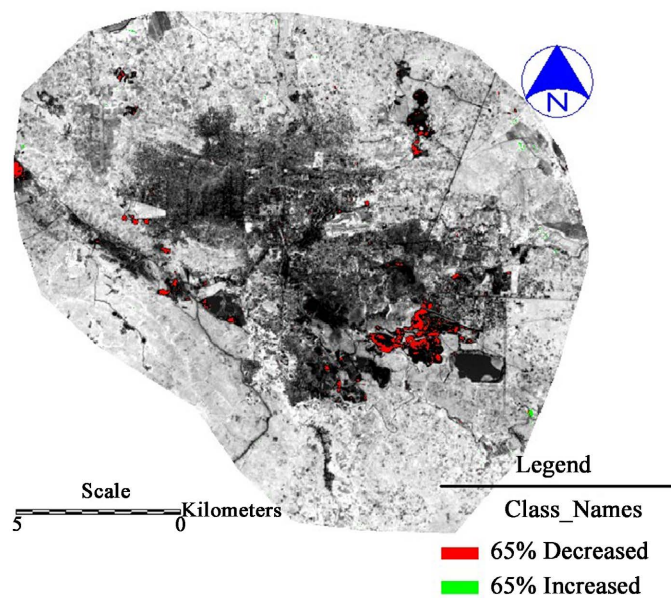 N
Legend
Scale
Class_Names
5 0 Kilometers
65% Decreased
65% Increased